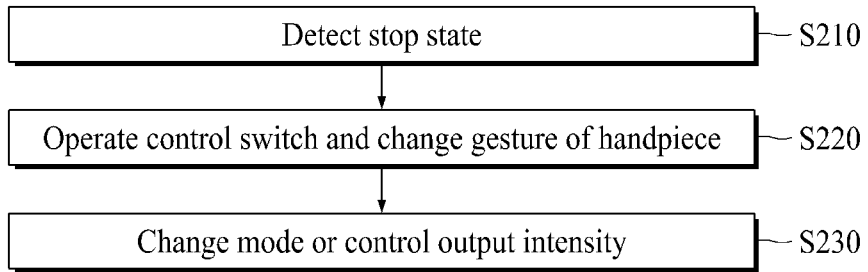 Detect stop state S210
Operate control switch and change gesture of handpiece S220
Change mode or control output intensity S230